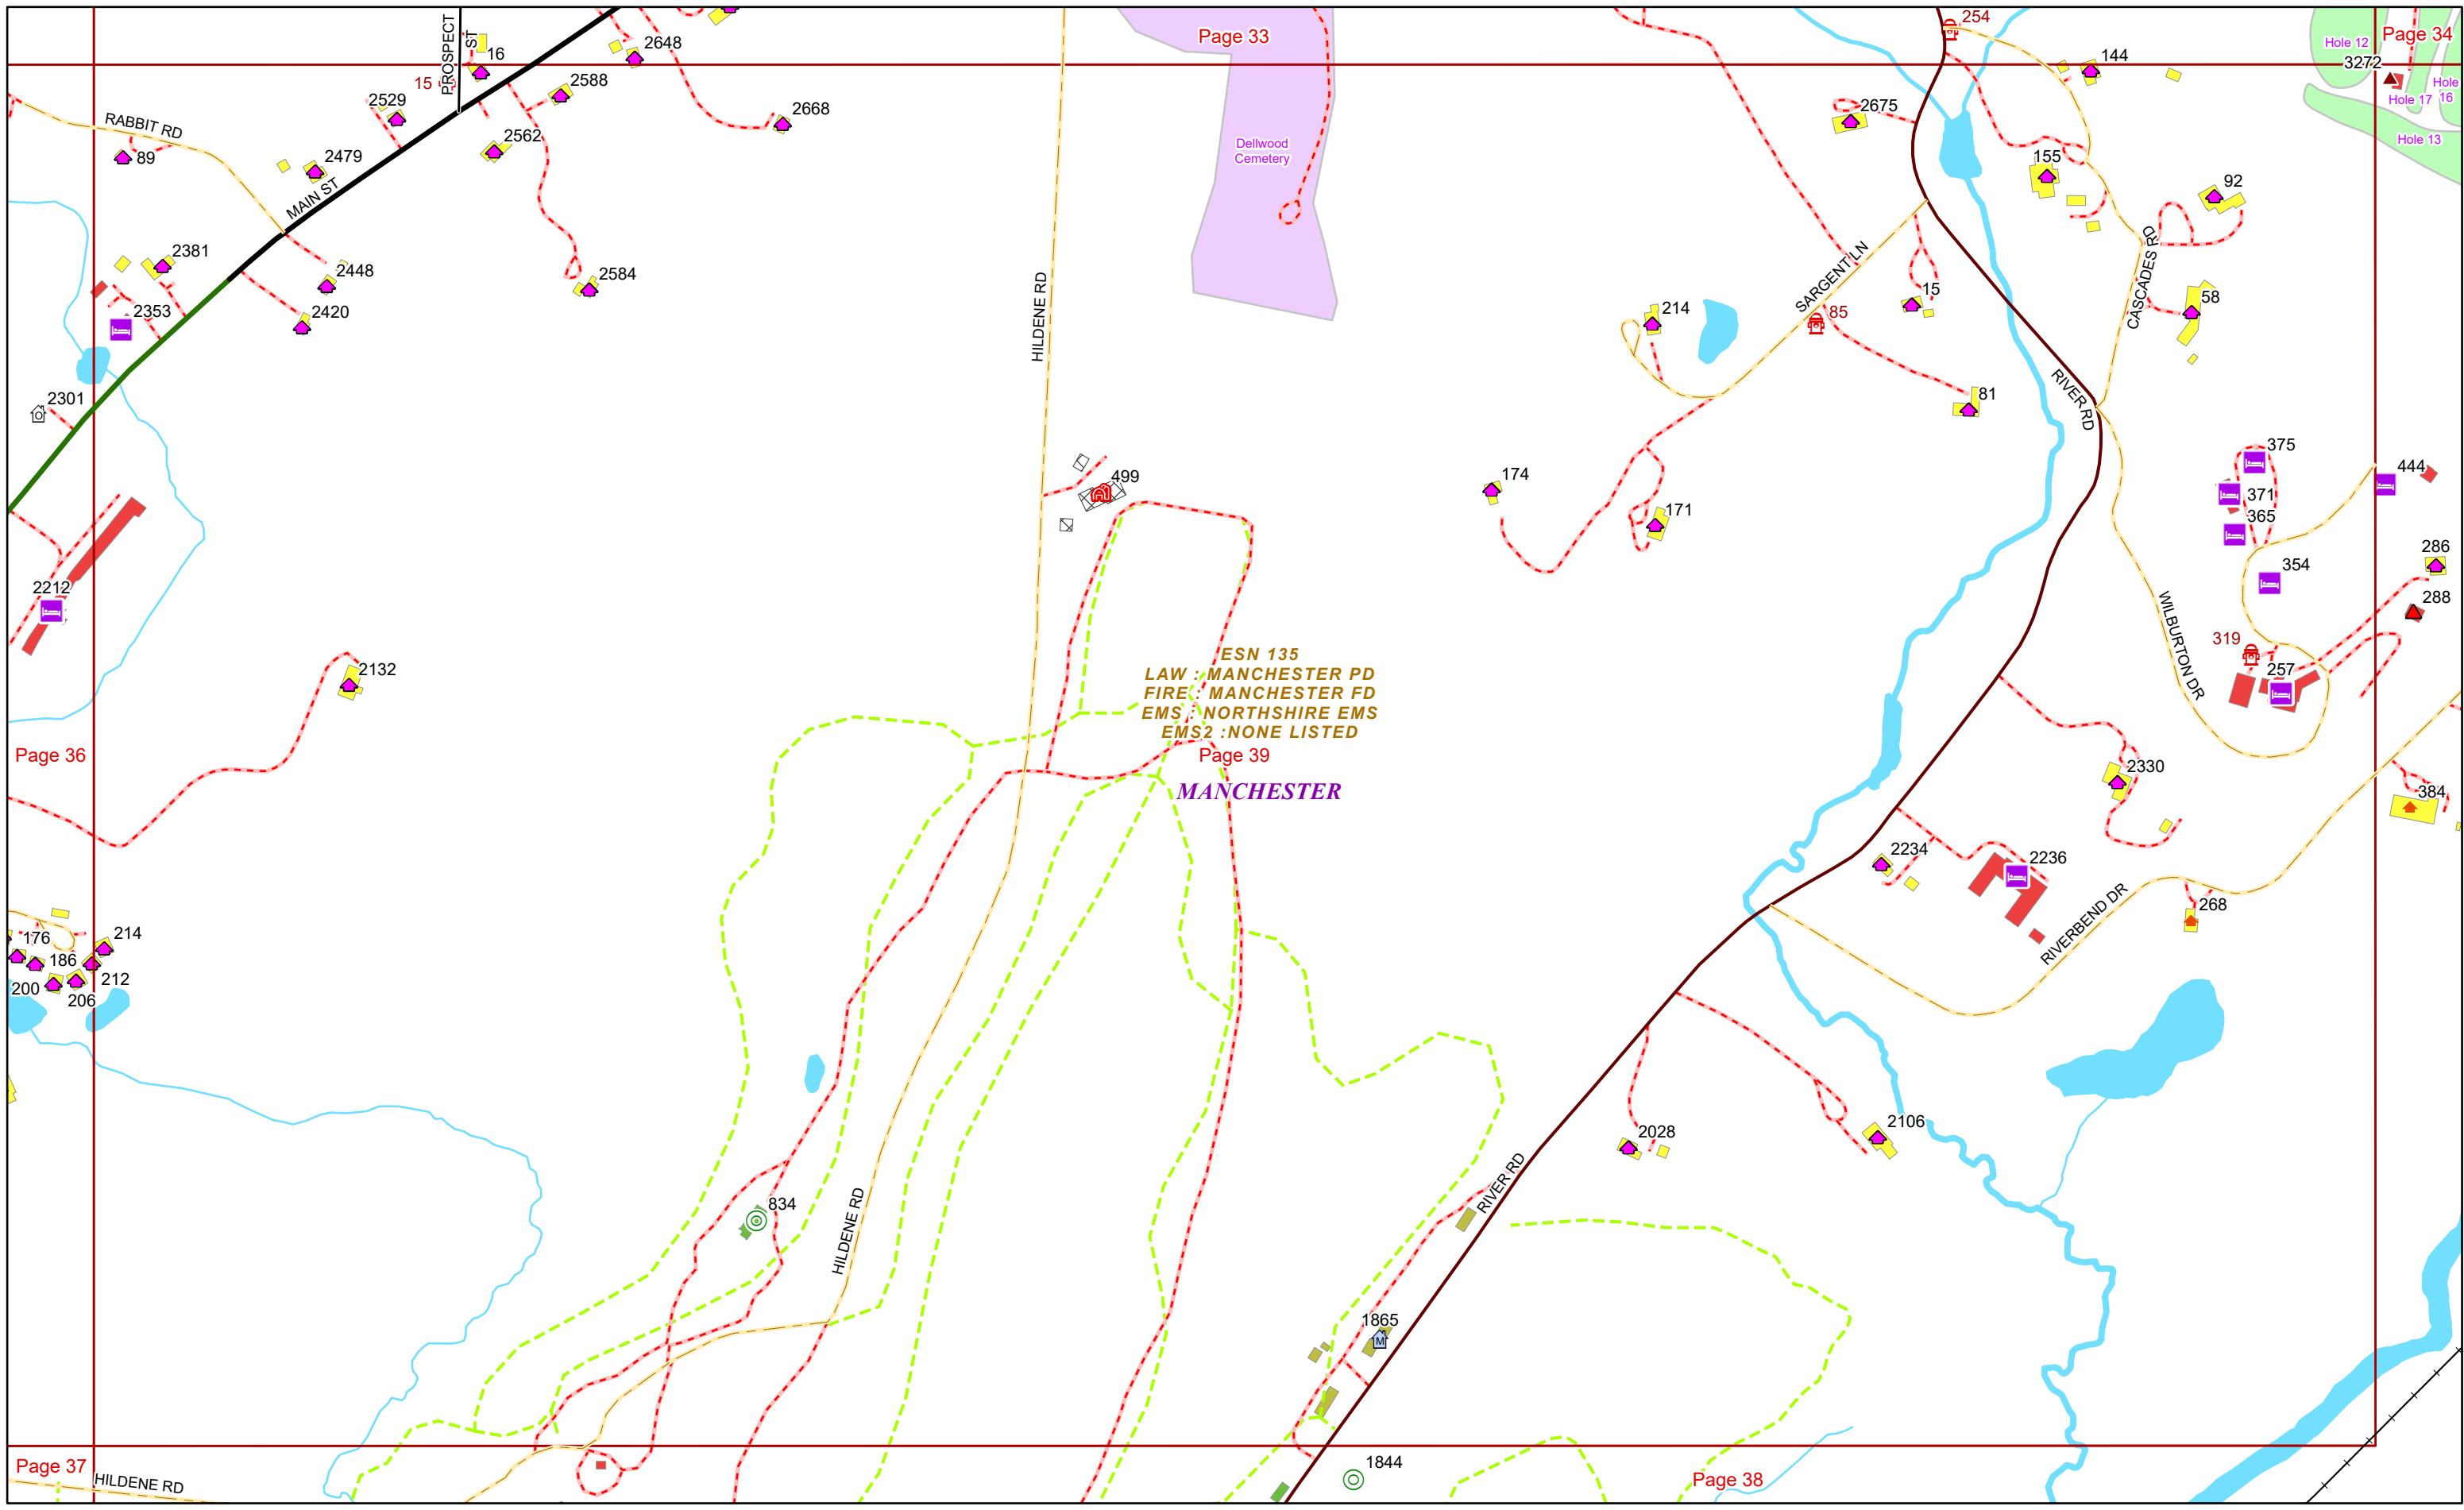 PROSPECT
ST
16
15
2648
Page 33
254
Page 34
Hole 12
3272
Hole 17
Hole
16
Hole 13
144
2588
2529
2668
2675
RABBIT RD
2562
Dellwood
Cemetery
89
2479
155
92
MAIN ST
2381
2448
2584
HILDENE RD
SARGENT LN
CASCADES RD
2353
2420
214
85
15
58
2301
RIVER RD
81
375
444
174
499
371
171
365
286
354
2212
288
WILBURTON DR
319
2132
257
ESN 135
LAW : MANCHESTER PD
FIRE : MANCHESTER FD
EMS : NORTHSHIRE EMS
EMS2 :NONE LISTED
Page 36
Page 39
MANCHESTER
2330
384
2234
2236
268
RIVERBEND DR
176
214
186
212
200
206
2106
2028
834
HILDENE RD
RIVER RD
1865
M
Page 37
HILDENE RD
1844
Page 38